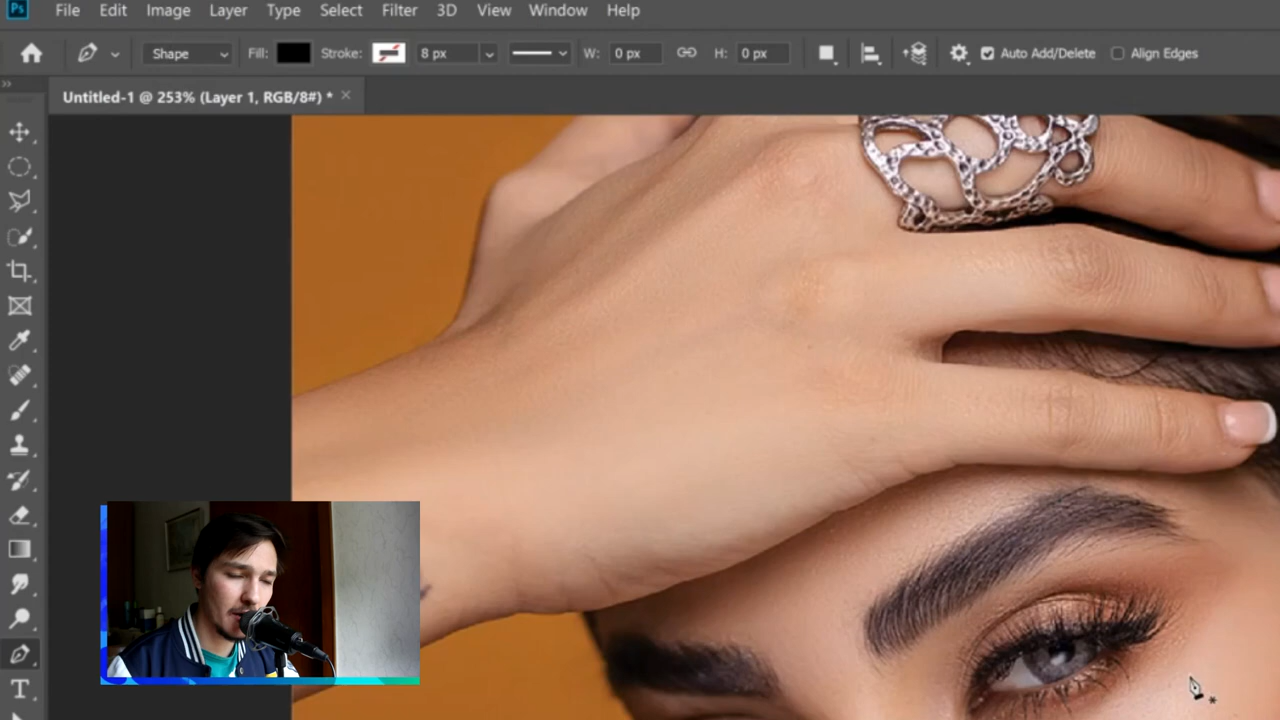 Ps File Edit Image Layer Type Select Filter 3D View Window Help
Shape Fill: Stroke: 8 px W: 0 px H: 0 px Auto Add/Delete Align Edges
Untitled-1 @ 253% (Layer 1, RGB/8#) * ×
T